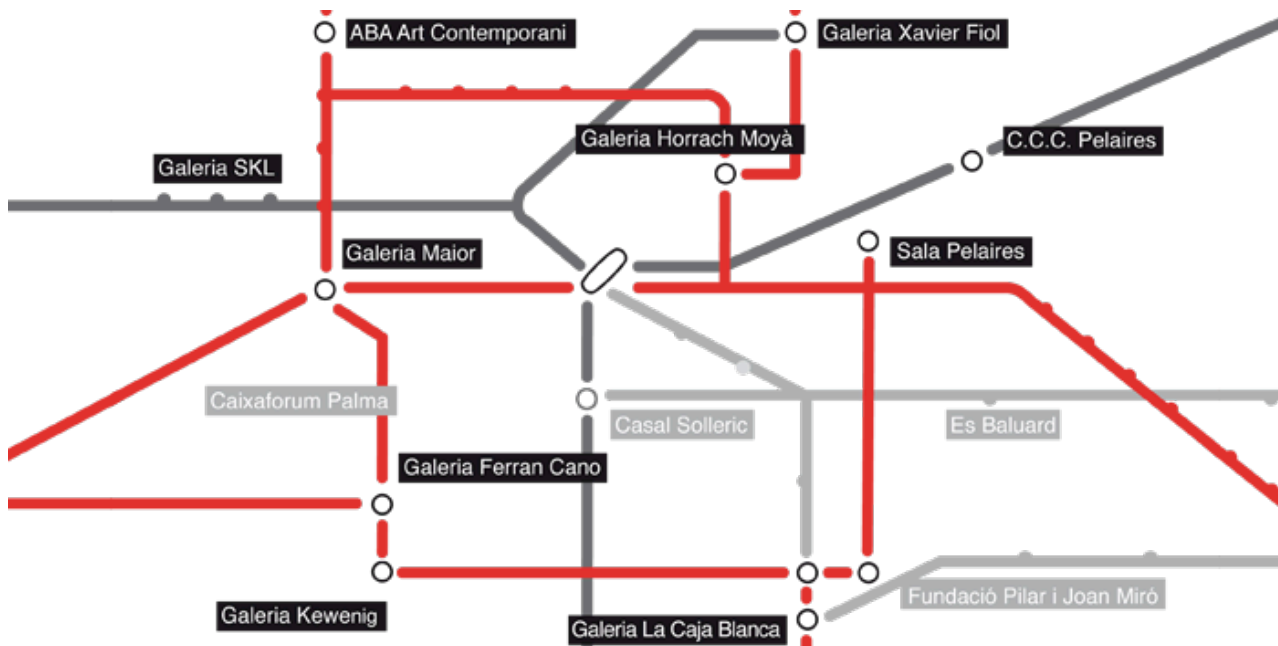 ABA Art Contemporani
Galeria Xavier Fiol
Galeria Horrach Moyà
C.C.C. Pelaires
Galeria SKL
Galeria Maior
Sala Pelaires
Caixaforum Palma
Casal Solleric
Es Baluard
Galeria Ferran Cano
Fundació Pilar i Joan Miró
Galeria Kewenig
Galeria La Caja Blanca